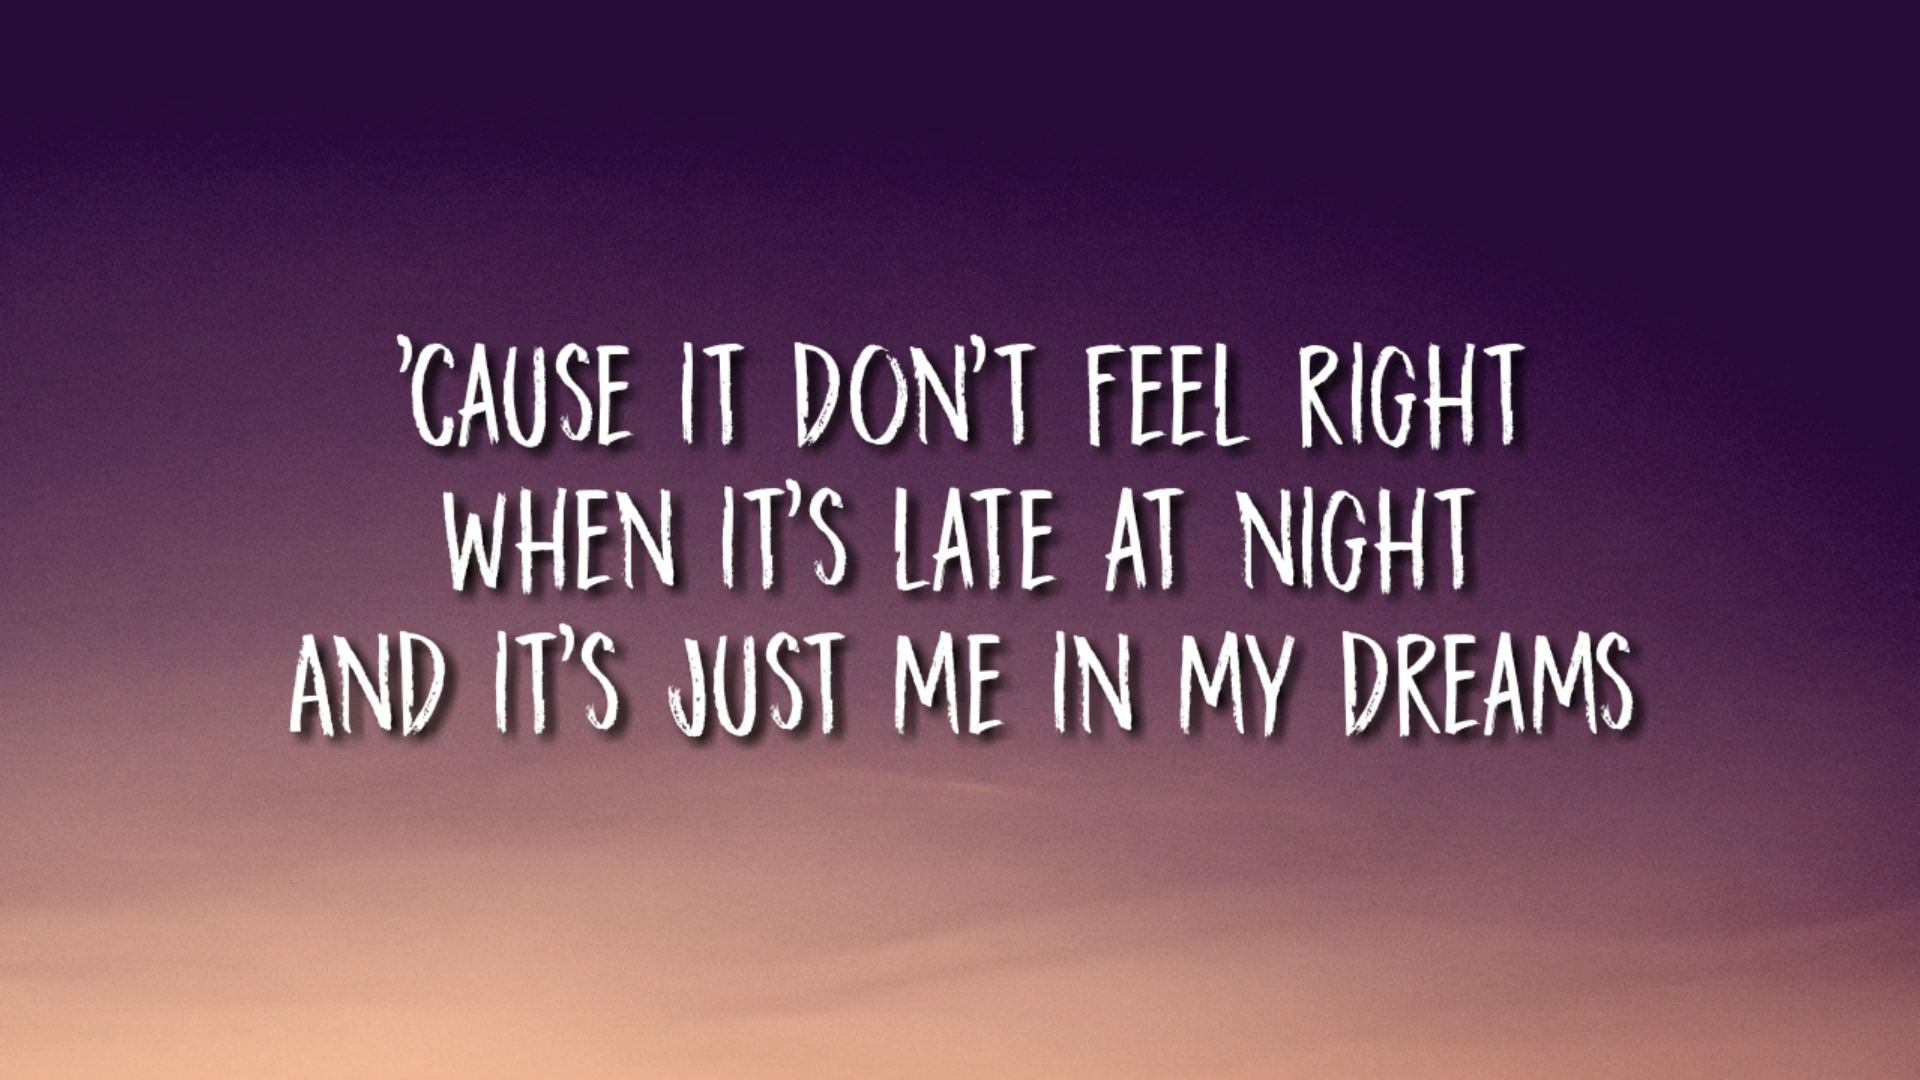 'CAUSE IT DON'T FEEL RIGHT
WHEN IT'S LATE AT NIGHT
AND IT'S JUST ME IN MY DREAMS